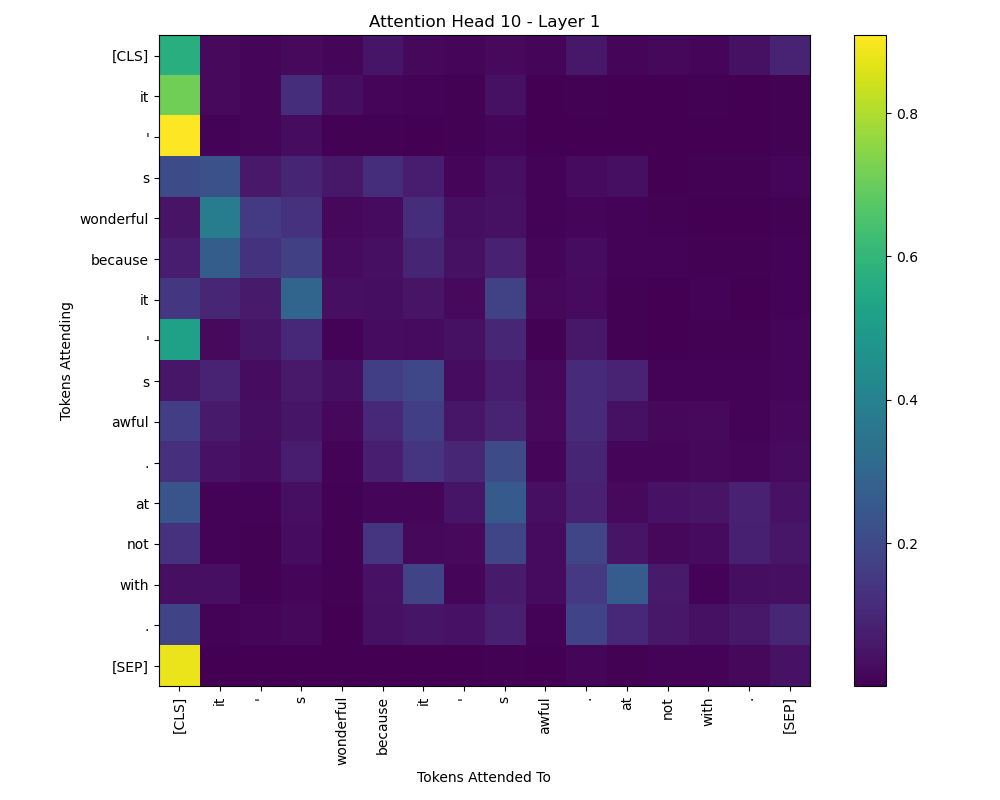 Attention Head 10 - Layer 1
[CLS]
it
'
s
wonderful
because
it
'
s
awful
.
at
not
with
.
[SEP]
Tokens Attending
[CLS]
it
'
s
wonderful
because
it
'
s
awful
.
at
not
with
.
[SEP]
Tokens Attended To
0.8
0.6
0.4
0.2